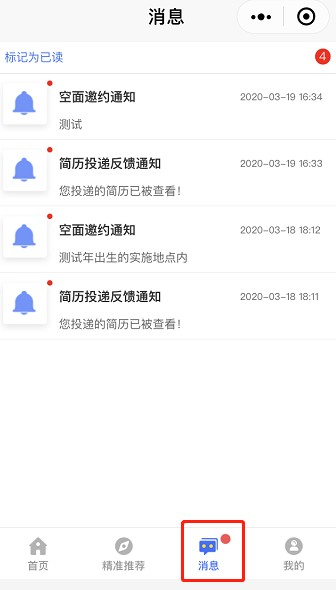 消息
标记为已读
4
空面邀约通知
2020-03-19 16:34
测试
简历投递反馈通知
2020-03-19 16:33
您投递的简历已被查看！
空面邀约通知
2020-03-18 18:12
测试年出生的实施地点内
简历投递反馈通知
2020-03-18 18:11
您投递的简历已被查看！
首页
精准推荐
消息
我的